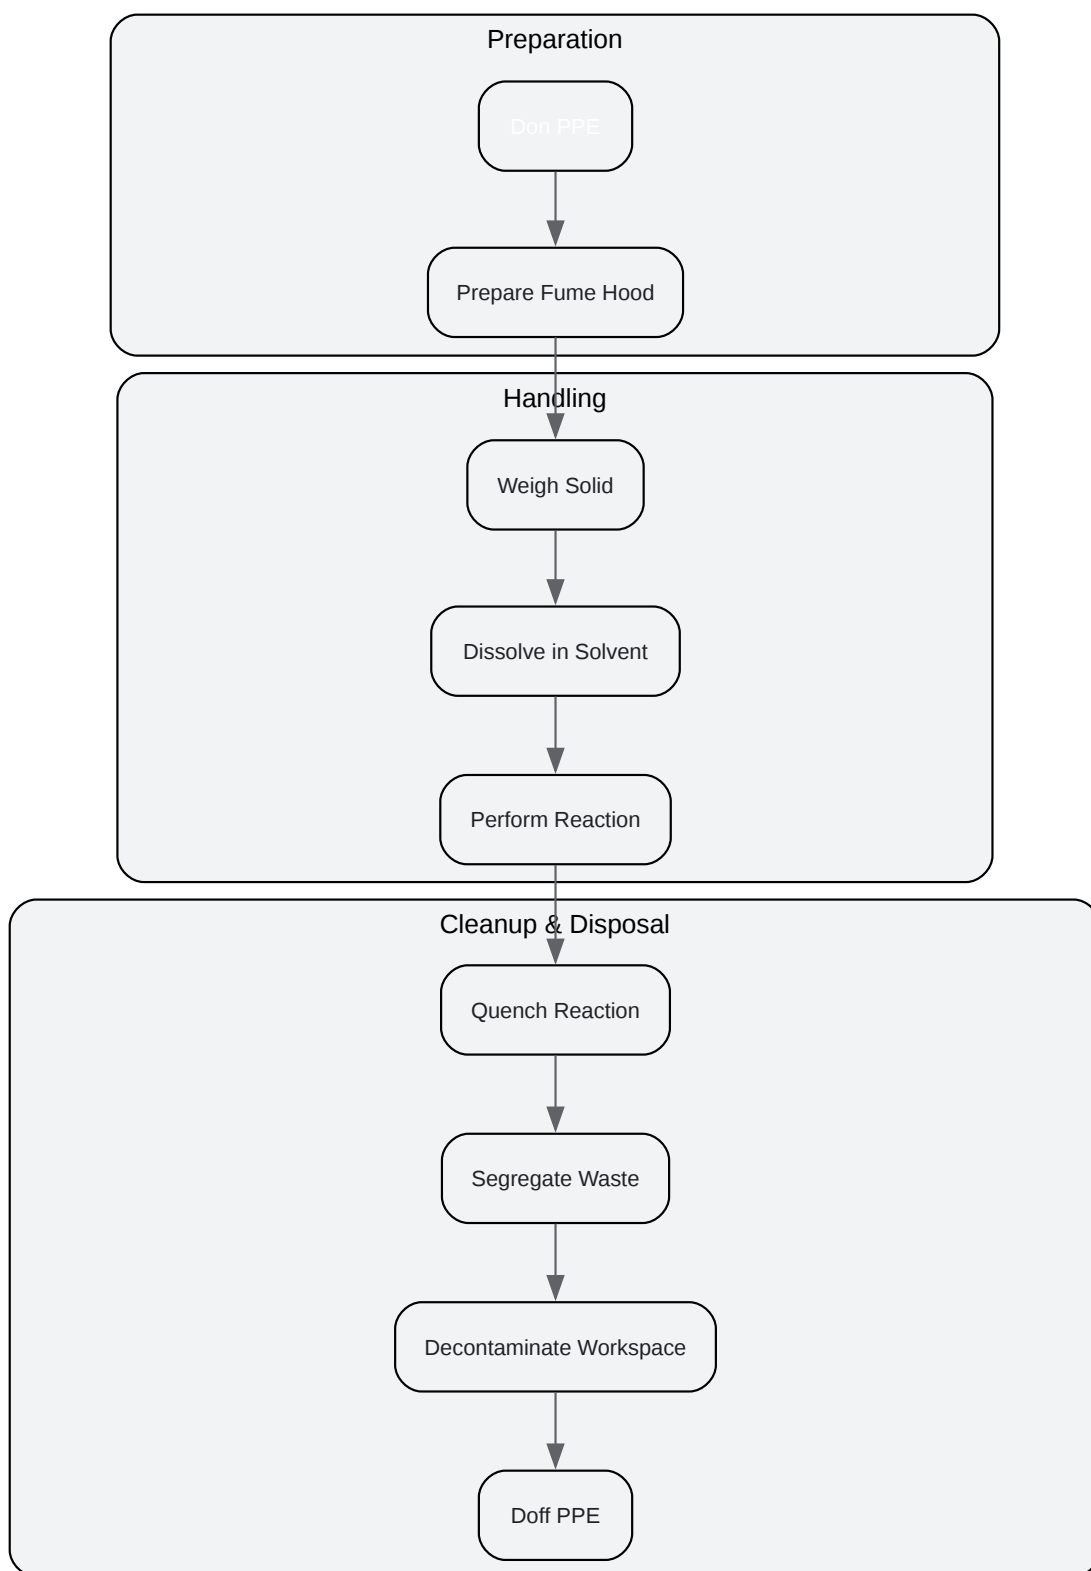 Preparation
Don PPE
Prepare Fume Hood
Handling
Weigh Solid
Dissolve in Solvent
Perform Reaction
Cleanup & Disposal
Quench Reaction
Segregate Waste
Decontaminate Workspace
Doff PPE